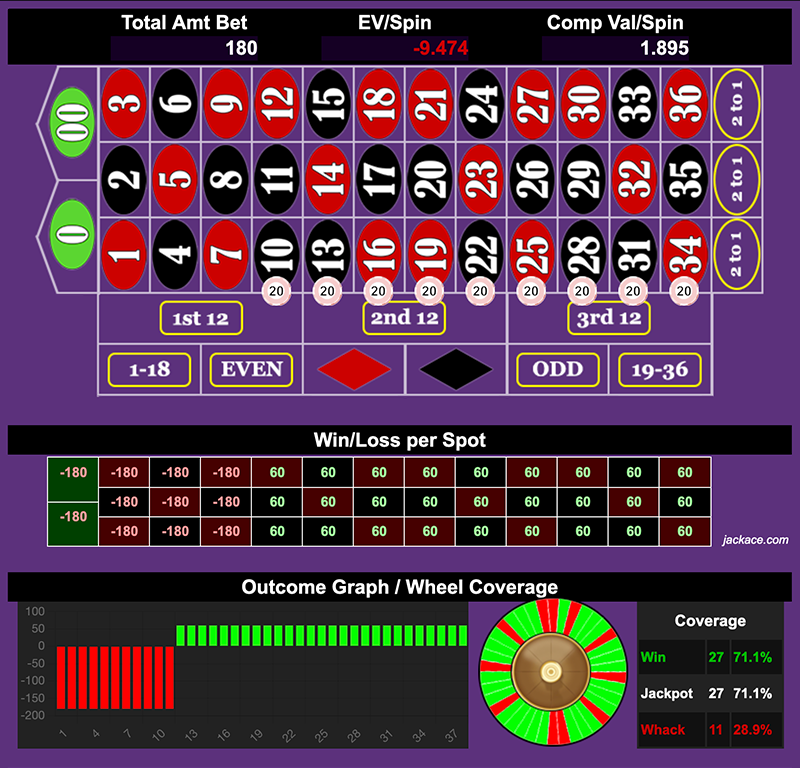 Total Amt Bet EV/Spin Comp Val/Spin
180 -9.474 1.895
00 3 6 9 12 15 18 21 24 27 30 33 36 2 to 1
2 5 8 11 14 17 20 23 26 29 32 35 2 to 1
0 1 4 7 10 13 16 19 22 25 28 31 34 2 to 1
20 20 20 20 20 20 20 20 20
1st 12 2nd 12 3rd 12
1-18 EVEN ODD 19-36
Win/Loss per Spot
-180 -180 -180 -180 60 60 60 60 60 60 60 60 60
-180 -180 -180 60 60 60 60 60 60 60 60 60
-180 -180 -180 -180 60 60 60 60 60 60 60 60 60
jackace.com
Outcome Graph / Wheel Coverage
100
50
0
-50
-100
-150
-200
1 4 7 10 13 16 19 22 25 28 31 34 37
Coverage
Win 27 71.1%
Jackpot 27 71.1%
Whack 11 28.9%